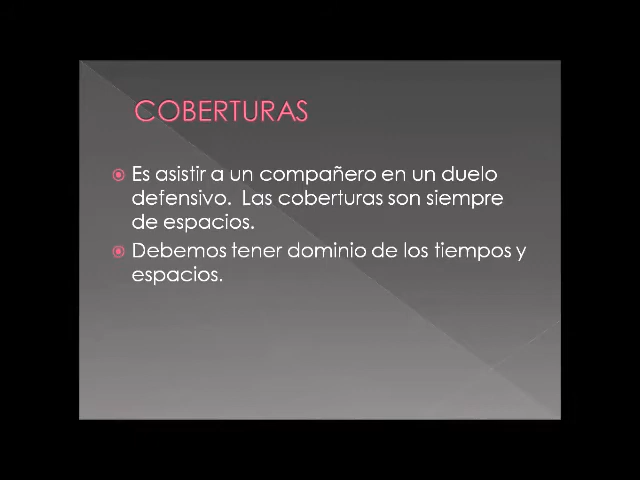 COBERTURAS
Es asistir a un compañero en un duelo
defensivo. Las coberturas son siempre
de espacios.
Debemos tener dominio de los tiempos y
espacios.